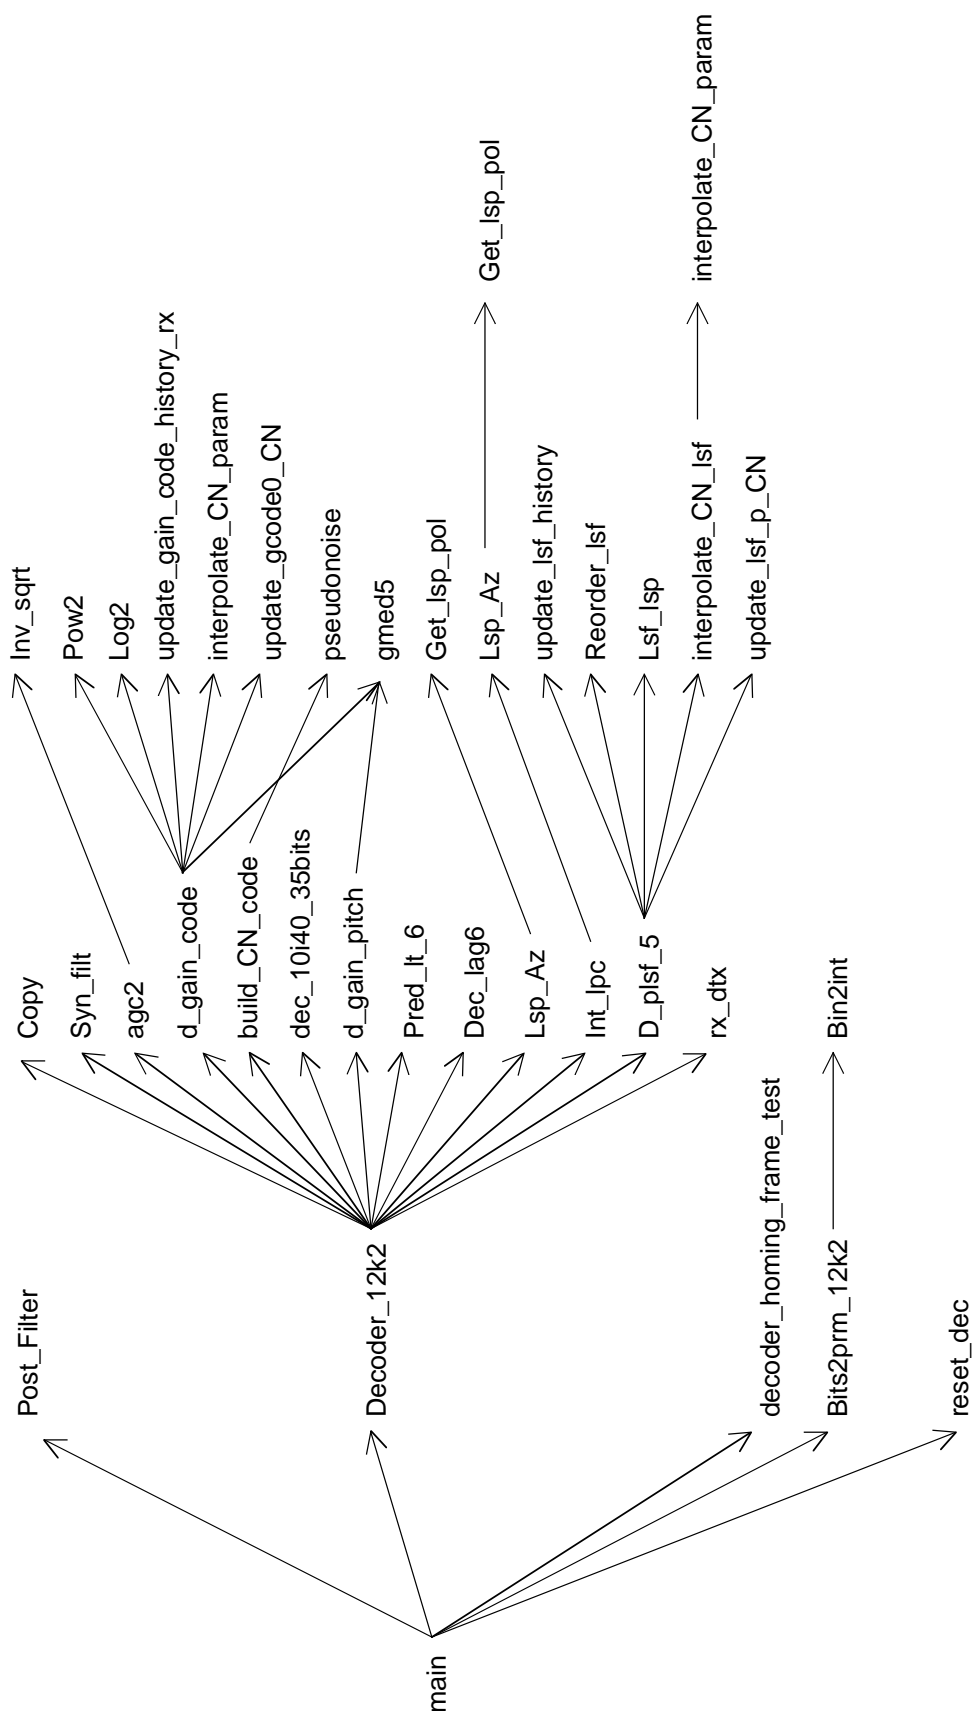 main
Post_Filter
Decoder_12k2
decoder_homing_frame_test
Bits2prm_12k2
reset_dec
Copy
Syn_filt
agc2
d_gain_code
build_CN_code
dec_10i40_35bits
d_gain_pitch
Pred_lt_6
Dec_lag6
Lsp_Az
Int_lpc
D_plsf_5
rx_dtx
Bin2int
Inv_sqrt
Pow2
Log2
update_gain_code_history_rx
interpolate_CN_param
update_gcode0_CN
pseudonoise
gmed5
Get_lsp_pol
Lsp_Az
update_lsf_history
Reorder_lsf
Lsf_lsp
interpolate_CN_lsf
update_lsf_p_CN
Get_lsp_pol
interpolate_CN_param